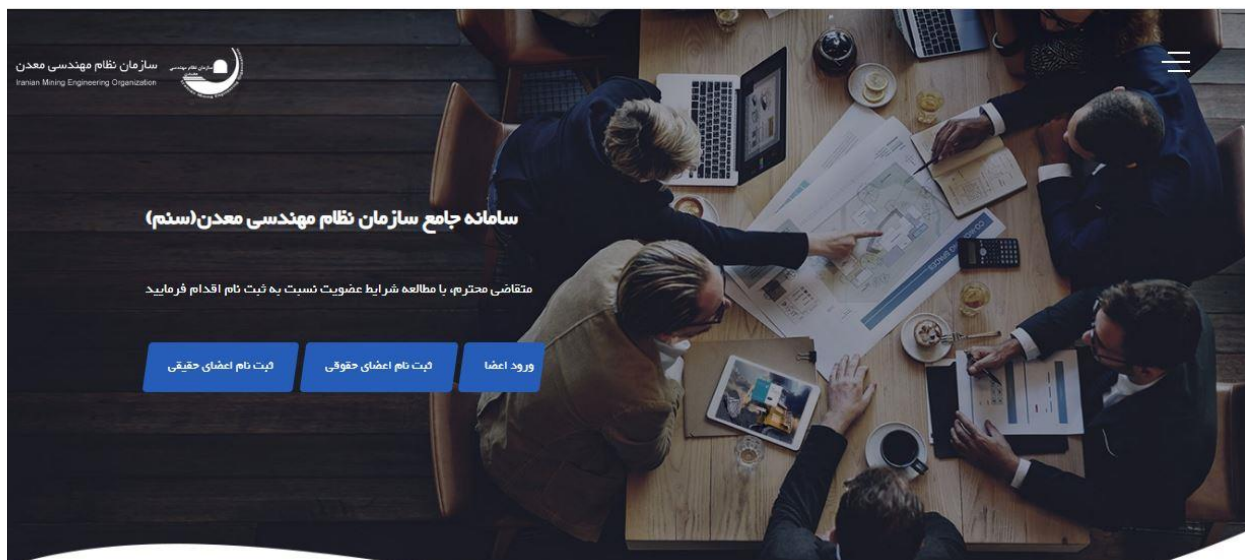 سازمان نظام مهندسی معدن
Iranian Mining Engineering Organization
سامانه جامع سازمان نظام مهندسی معدن(سنم)
متقاضی محترم، با مطالعه شرایط عضویت نسبت به ثبت نام اقدام فرمایید
ورود اعضا
ثبت نام اعضای حقوقی
ثبت نام اعضای حقیقی